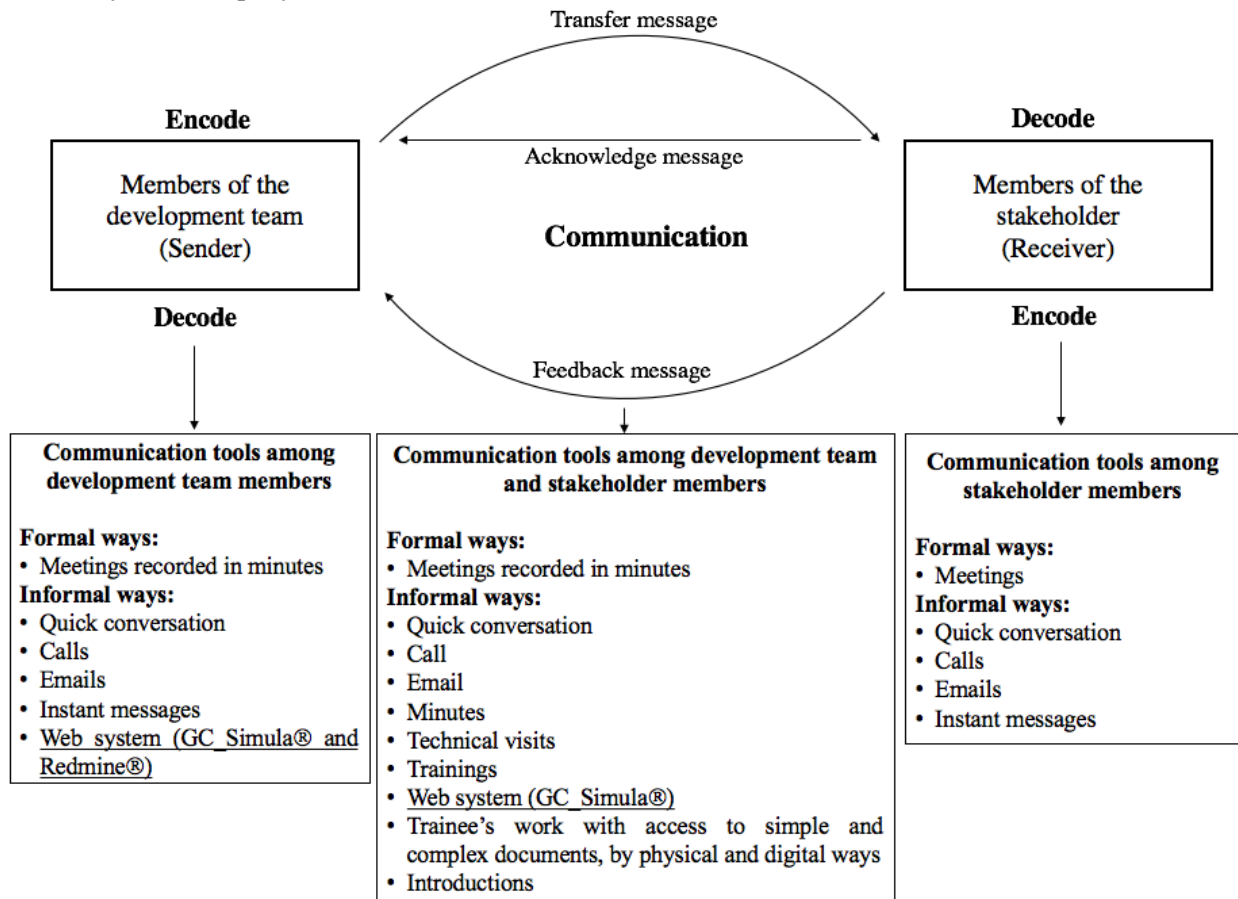 Transfer message
Encode
Decode
Members of the
development team
(Sender)
Acknowledge message
Communication
Members of the
stakeholder
(Receiver)
Decode
Encode
Feedback message
Communication tools among
development team members
Formal ways:
• Meetings recorded in minutes
Informal ways:
• Quick conversation
• Calls
• Emails
• Instant messages
• Web system (GC_Simula® and
Redmine®)
Communication tools among development team
and stakeholder members
Formal ways:
• Meetings recorded in minutes
Informal ways:
• Quick conversation
• Call
• Email
• Minutes
• Technical visits
• Trainings
• Web system (GC_Simula®)
• Trainee's work with access to simple and
complex documents, by physical and digital ways
• Introductions
Communication tools among
stakeholder members
Formal ways:
• Meetings
Informal ways:
• Quick conversation
• Calls
• Emails
• Instant messages